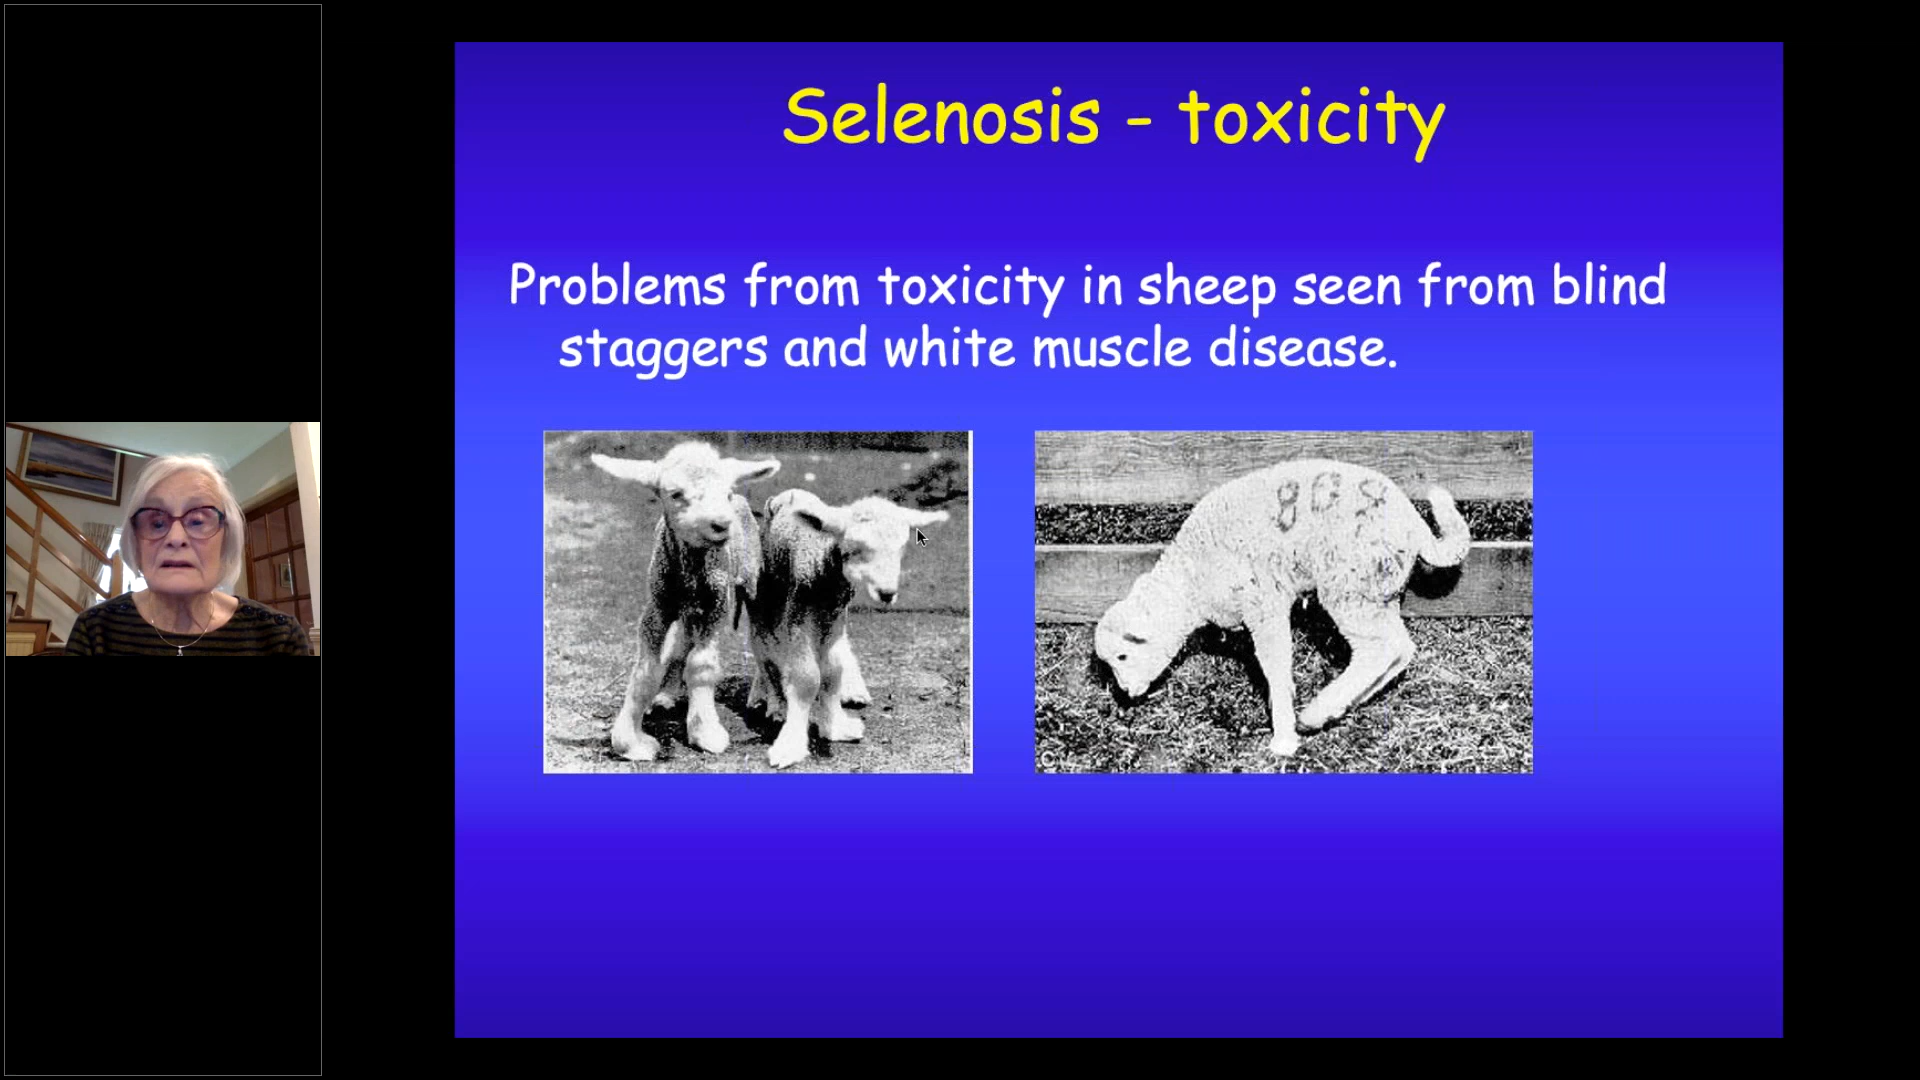 Selenosis - toxicity
Problems from toxicity in sheep seen from blind
staggers and white muscle disease.